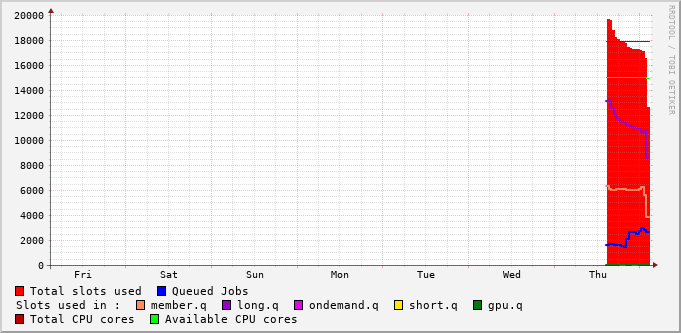 20000
18000
16000
14000
12000
10000
8000
6000
4000
2000
0
Fri Sat Sun Mon Tue Wed Thu
Total slots used Queued Jobs
Slots used in : member.q long.q ondemand.q short.q gpu.q
Total CPU cores Available CPU cores
RRDTOOL / TOBI OETIKER